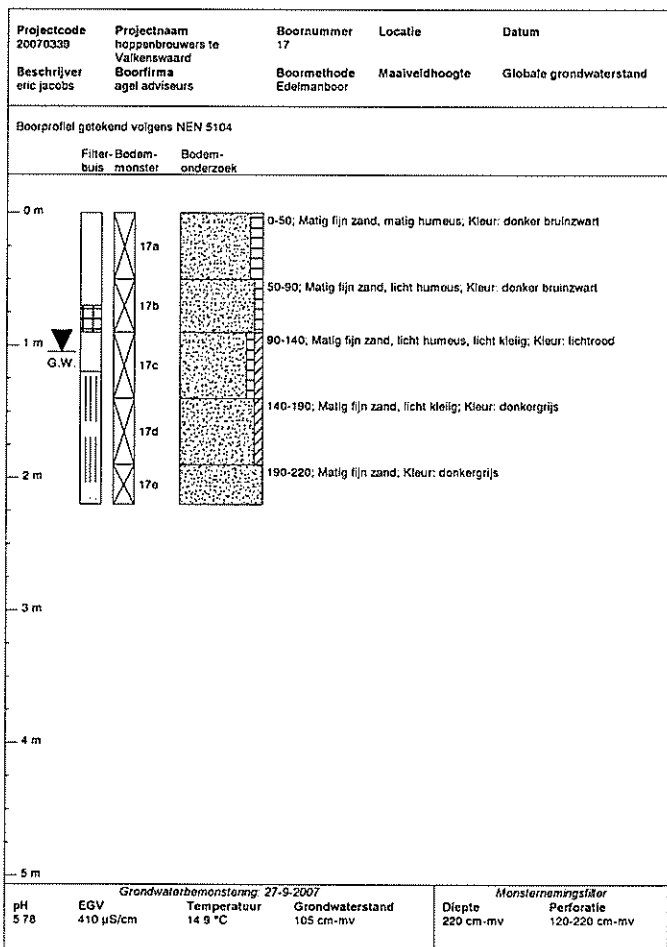 Projectcode Projectnaam Boornummer Locatie Datum
20070339 hoppenbrouwers te 17
Valkenswaard
Beschrijver Boorfirma Boormethode Maaiveldhoogte Globale grondwaterstand
eric jacobs agel adviseurs Edelmanboor
Boorprofiel getekend volgens NEN 5104
Filter- Bodem- Bodem-
buis monster onderzoek
0 m
0-50; Matig fijn zand, matig humeus; Kleur: donker bruinzwart
17a
50-90; Matig fijn zand, licht humeus; Kleur: donker bruinzwart
17b
1 m
90-140; Matig fijn zand, licht humeus, licht kleiig; Kleur: lichtrood
G.W.
17c
140-190; Matig fijn zand, licht kleiig; Kleur: donkergrijs
17d
190-220; Matig fijn zand; Kleur: donkergrijs
2 m
17e
3 m
4 m
5 m
Grondwaterbemonstering: 27-9-2007 Monsternemingsfilter
pH EGV Temperatuur Grondwaterstand Diepte Perforatie
5 78 410 µS/cm 14 9 °C 105 cm-mv 220 cm-mv 120-220 cm-mv